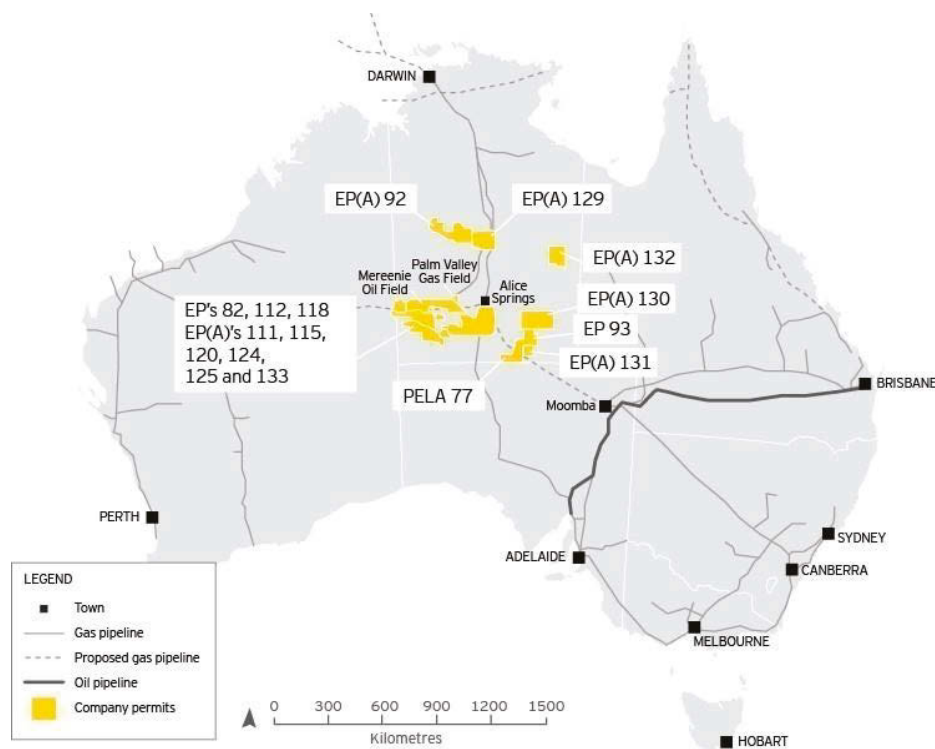 DARWIN
EP(A) 92
EP(A) 129
EP(A) 132
Palm Valley
Gas Field
Mereenie
Oil Field
Alice
Springs
EP(A) 130
EP's 82, 112, 118
EP(A)'s 111, 115,
120, 124,
125 and 133
EP 93
EP(A) 131
PELA 77
BRISBANE
Moomba
PERTH
SYDNEY
ADELAIDE
CANBERRA
MELBOURNE
HOBART
LEGEND
Town
Gas pipeline
Proposed gas pipeline
Oil pipeline
Company permits
0 300 600 900 1200 1500
Kilometres